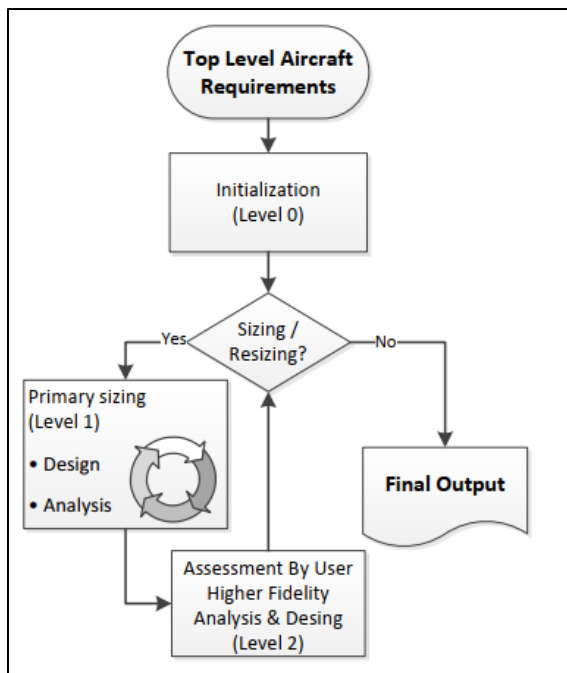 Top Level Aircraft
Requirements
Initialization
(Level 0)
Sizing /
Resizing?
Yes
No
Primary sizing
(Level 1)
• Design
• Analysis
Final Output
Assessment By User
Higher Fidelity
Analysis & Desing
(Level 2)